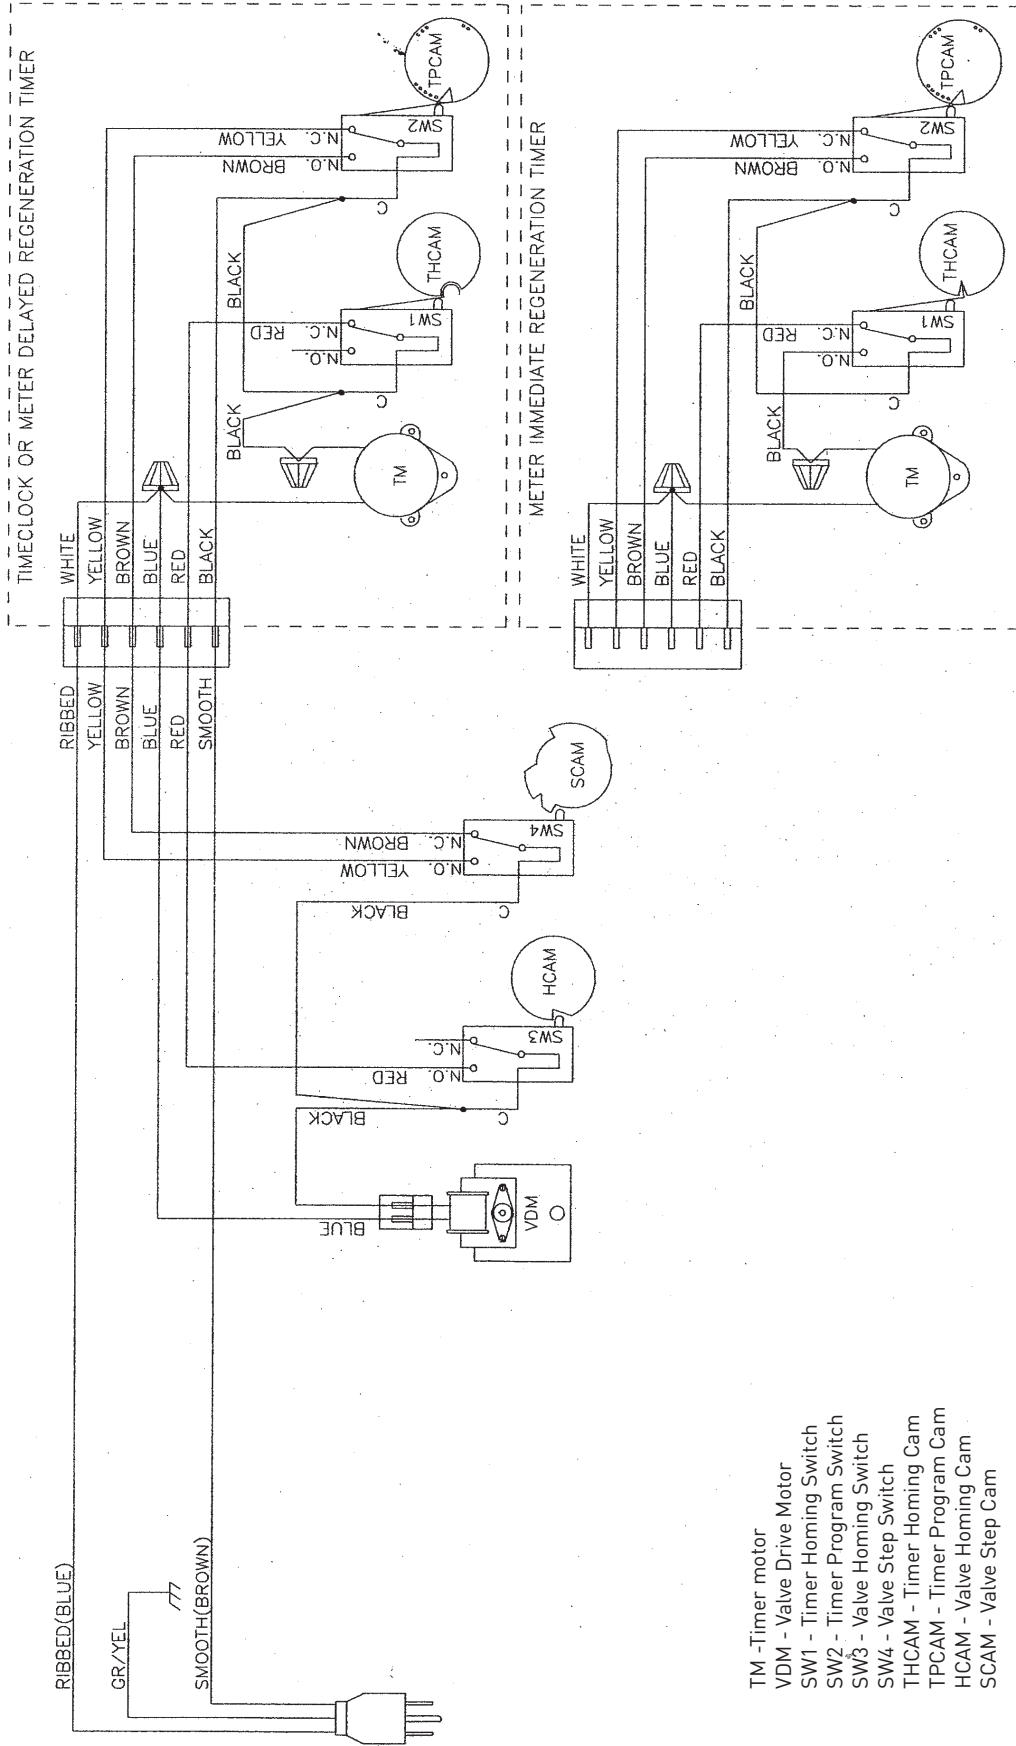 TIMECLOCK OR METER DELAYED REGENERATION TIMER
WHITE
YELLOW
BROWN
BLUE
RED
BLACK
BLACK
BLACK
TM
RED
N.C.
N.O.
SW1
C
THCAM
YELLOW
N.C.
BROWN
N.O.
SW2
C
TPCAM
METER IMMEDIATE REGENERATION TIMER
WHITE
YELLOW
BROWN
BLUE
RED
BLACK
BLACK
BLACK
TM
RED
N.C.
N.O.
SW1
C
THCAM
YELLOW
N.C.
BROWN
N.O.
SW2
C
TPCAM
RIBBED
YELLOW
BROWN
BLUE
RED
SMOOTH
BROWN
N.C.
YELLOW
N.O.
SW4
SCAM
BLACK
C
N.C.
RED
N.O.
SW3
HCAM
BLACK
C
BLUE
VDM
RIBBED(BLUE)
GR/YEL
SMOOTH(BROWN)
TM -Timer motor
VDM - Valve Drive Motor
SW1 - Timer Homing Switch
SW2 - Timer Program Switch
SW3 - Valve Homing Switch
SW4 - Valve Step Switch
THCAM - Timer Homing Cam
TPCAM - Timer Program Cam
HCAM - Valve Homing Cam
SCAM - Valve Step Cam